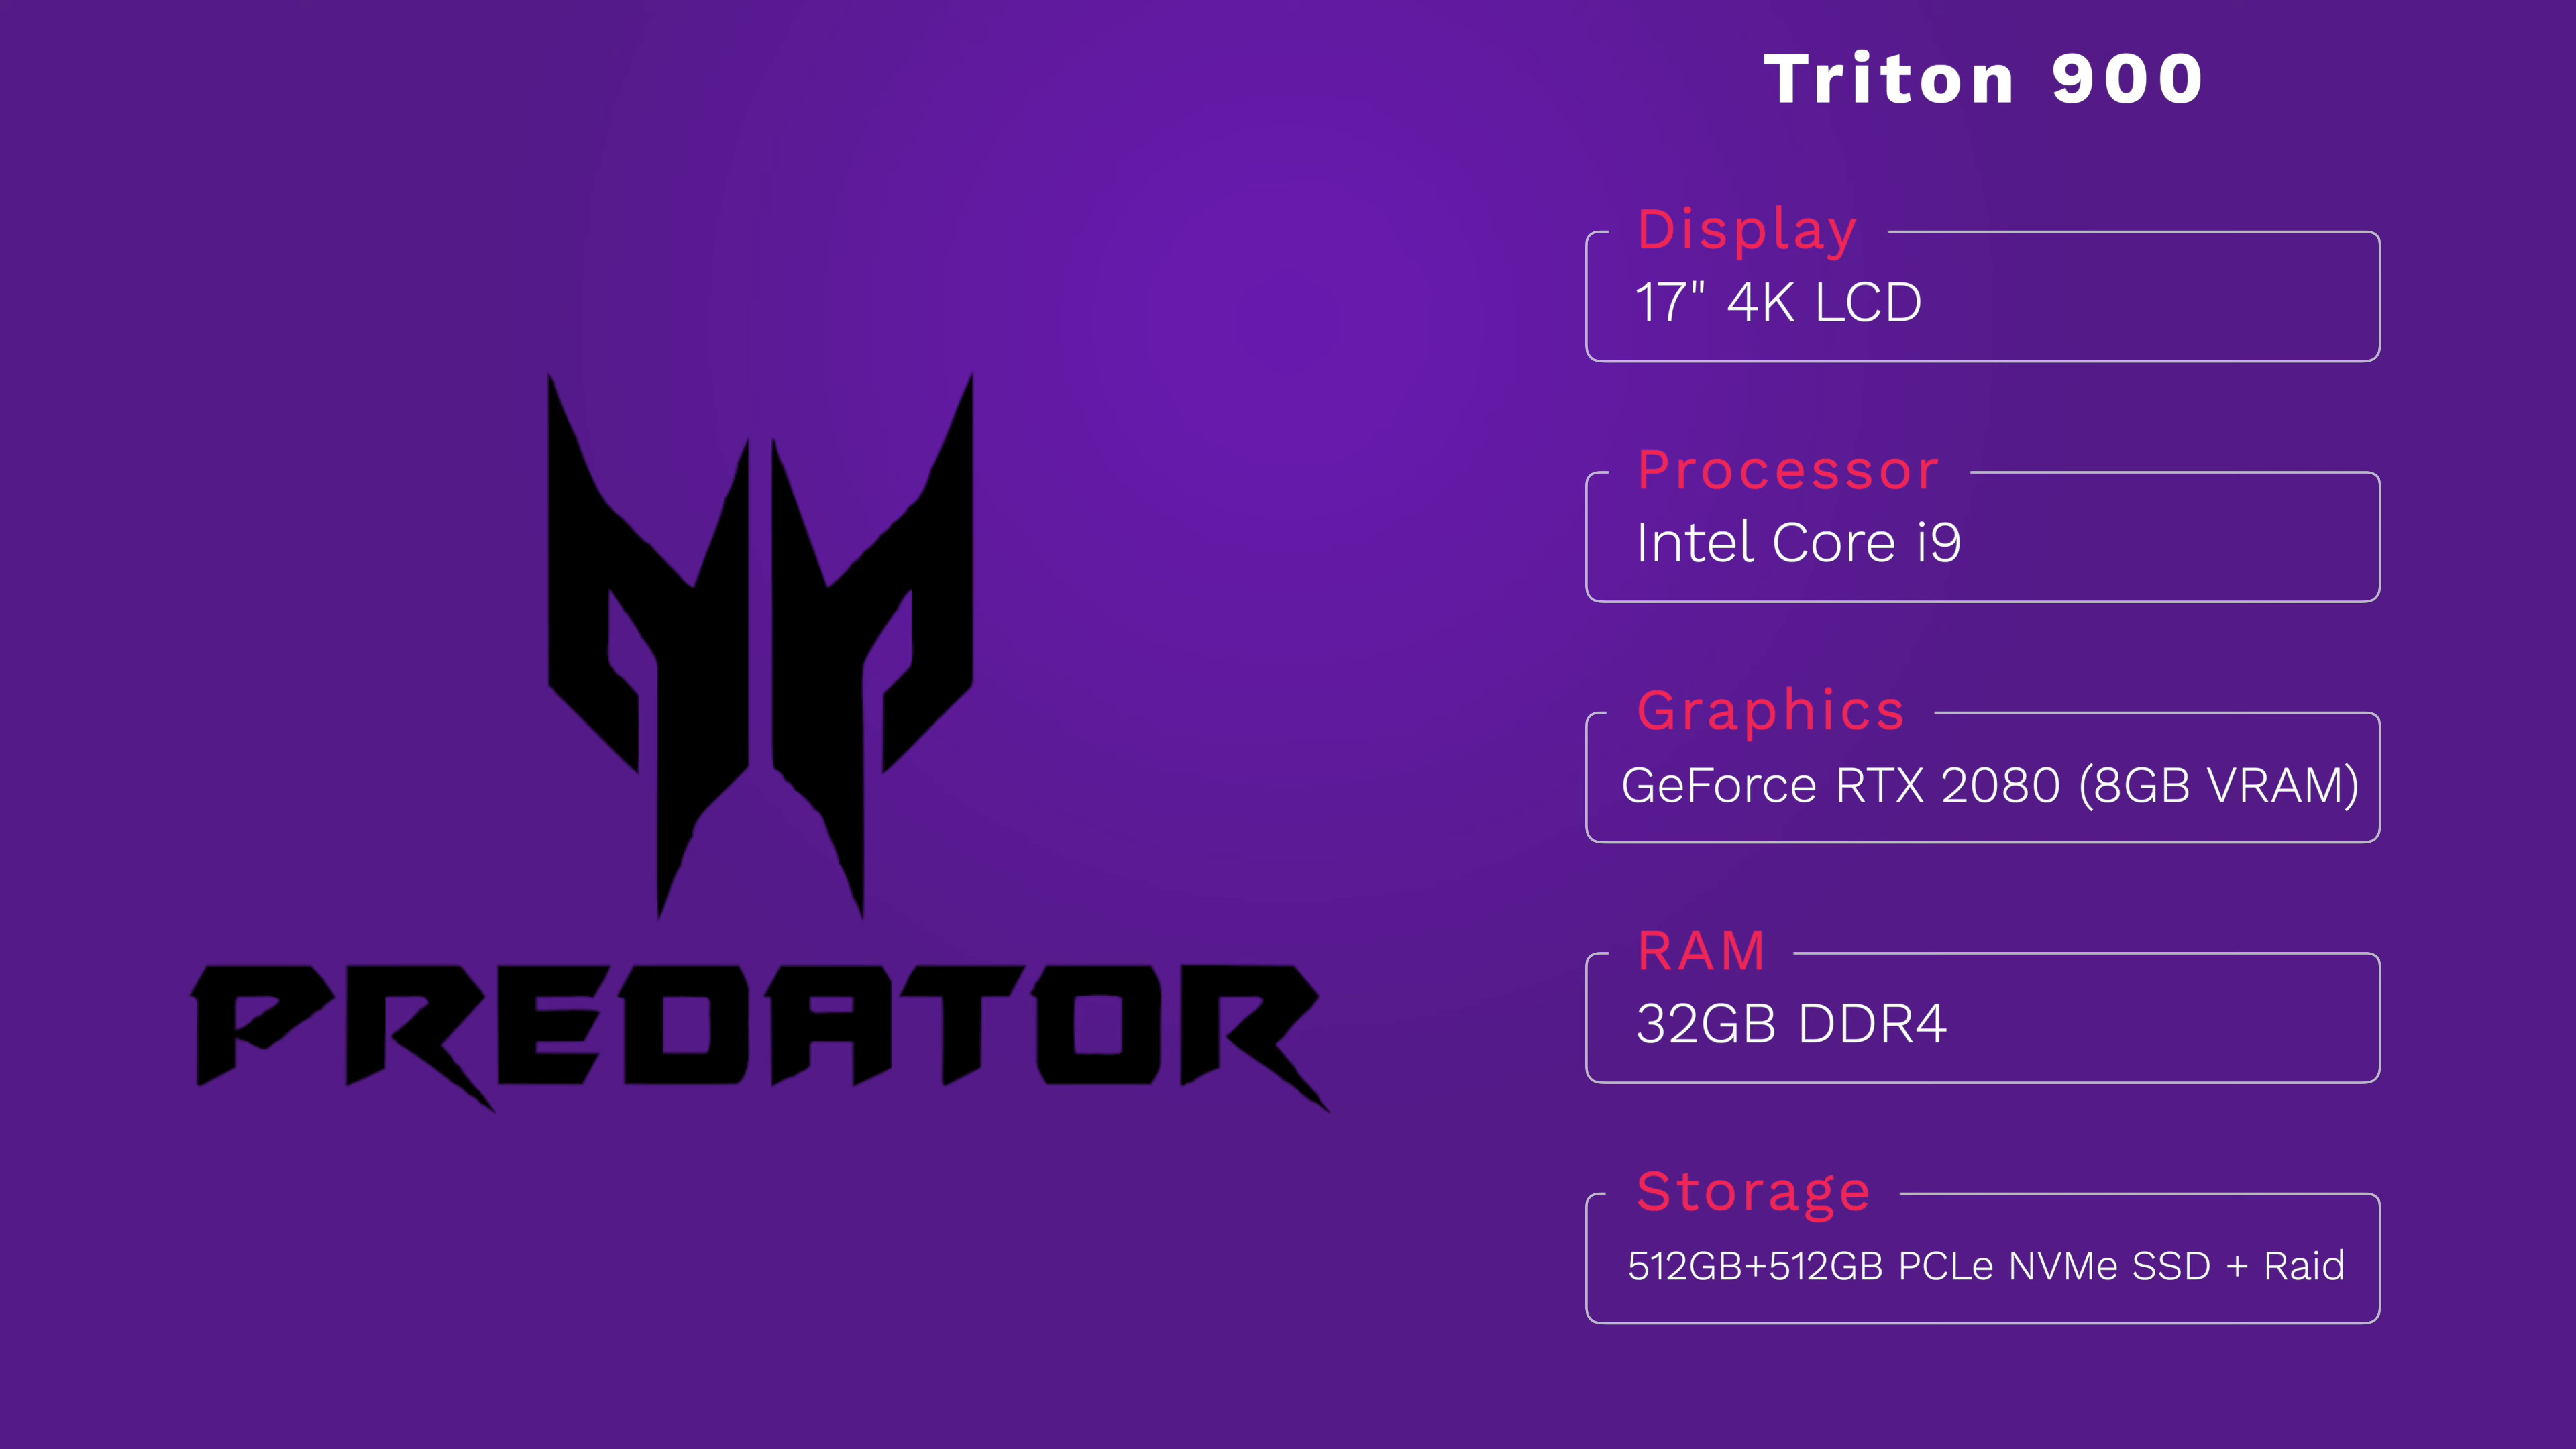 Triton 900
Display
17" 4K LCD
Processor
Intel Core i9
Graphics
GeForce RTX 2080 (8GB VRAM)
RAM
32GB DDR4
Storage
512GB+512GB PCLe NVMe SSD + Raid
PREDATOR